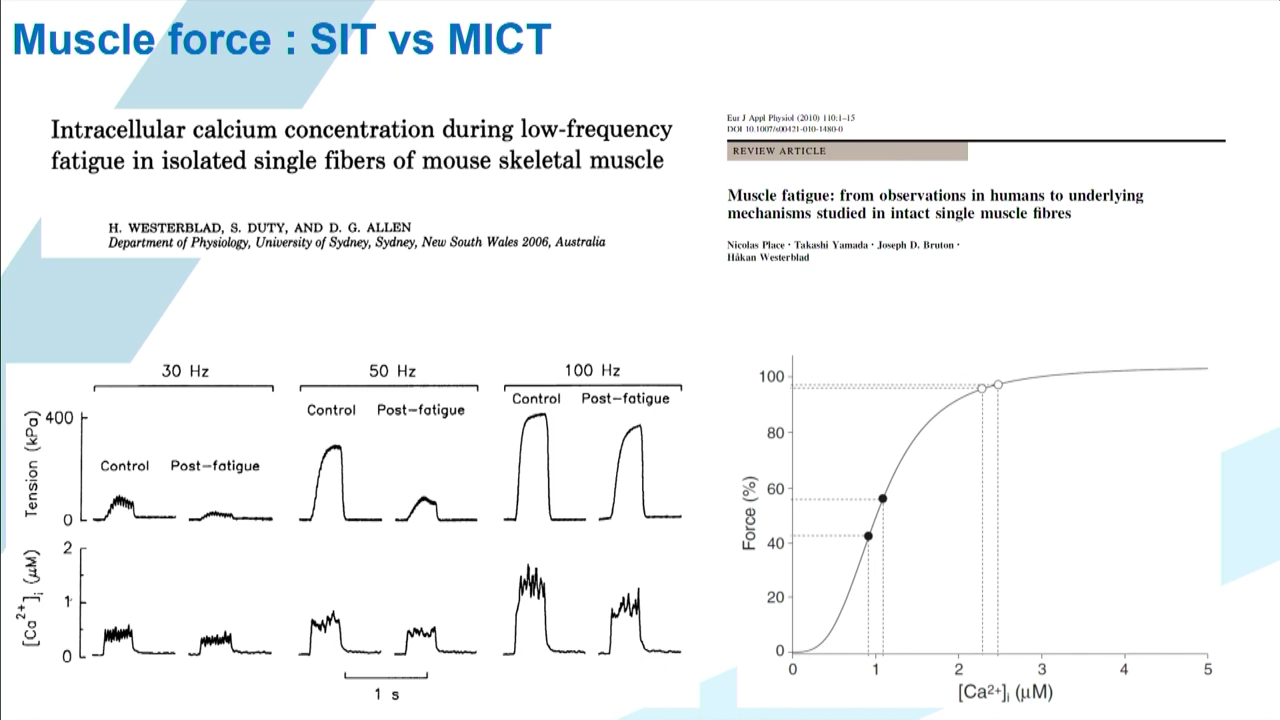 Muscle force : SIT vs MICT
Intracellular calcium concentration during low-frequency
fatigue in isolated single fibers of mouse skeletal muscle
H. WESTERBLAD, S. DUTY, AND D. G. ALLEN
Department of Physiology, University of Sydney, Sydney, New South Wales 2006, Australia
Eur J Appl Physiol (2010) 110:1–15
DOI 10.1007/s00421-010-1480-0
REVIEW ARTICLE
Muscle fatigue: from observations in humans to underlying
mechanisms studied in intact single muscle fibres
Nicolas Place · Takashi Yamada · Joseph D. Bruton ·
Håkan Westerblad
30 Hz
50 Hz
100 Hz
Control
Post-fatigue
Control
Post-fatigue
Control
Post-fatigue
Tension (kPa)
400
0
[Ca2+]i (μM)
2
1
0
1 s
Force (%)
100
80
60
40
20
0
0 1 2 3 4 5
[Ca2+]i (μM)